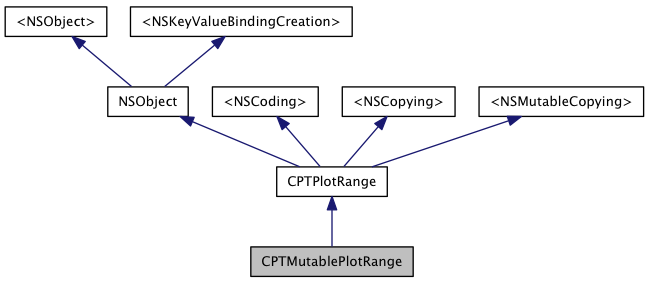 <NSObject>
<NSKeyValueBindingCreation>
NSObject
<NSCoding>
<NSCopying>
<NSMutableCopying>
CPTPlotRange
CPTMutablePlotRange